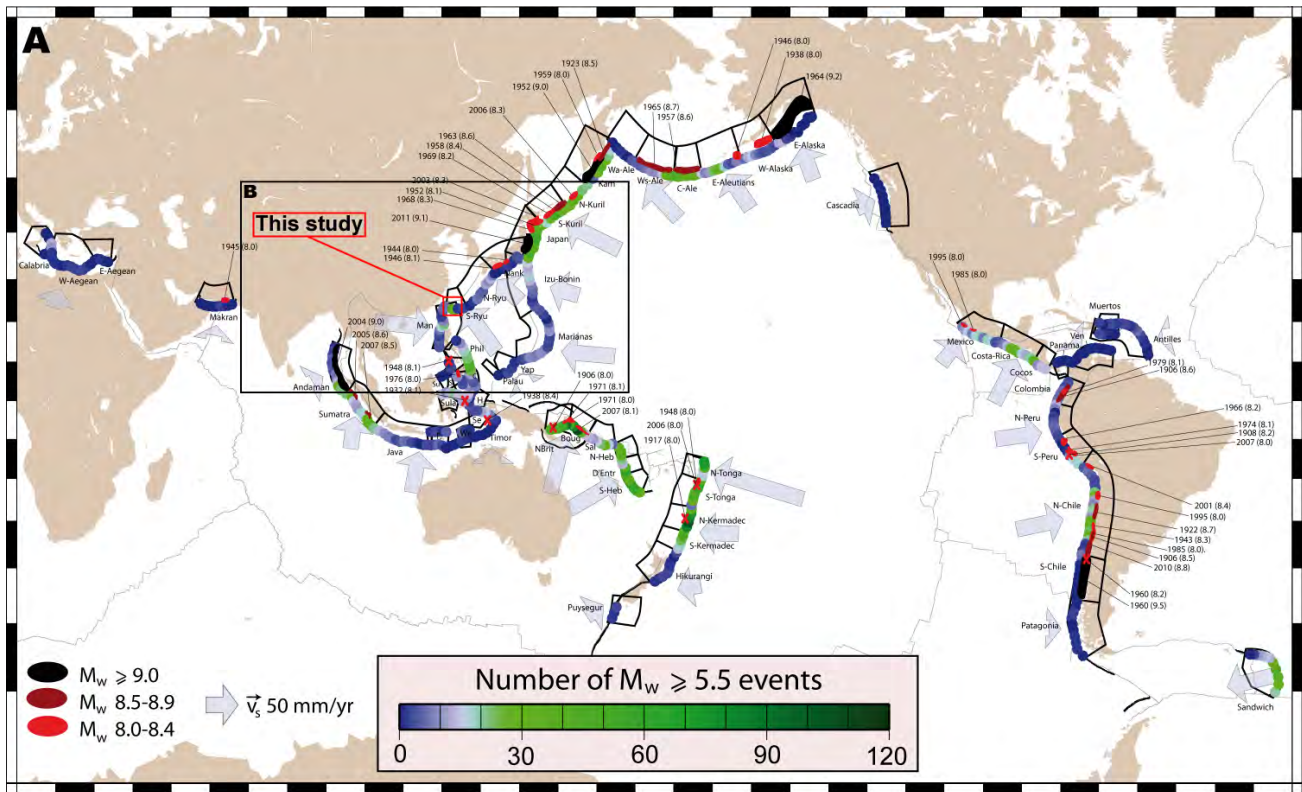 A
1946 (8.0)
1938 (8.0)
1964 (9.2)
1923 (8.5)
1959 (8.0)
1952 (9.0)
1965 (8.7)
1957 (8.6)
2006 (8.3)
1963 (8.6)
1958 (8.4)
1969 (8.2)
2003 (8.3)
1952 (8.1)
1968 (8.3)
2011 (9.1)
1944 (8.0)
1946 (8.1)
B
This study
Kam
Wa-Ale
Ws-Ale
C-Ale
E-Aleutians
W-Alaska
E-Alaska
N-Kuril
S-Kuril
Japan
Cascadia
Calabria
W-Aegean
E-Aegean
1945 (8.0)
Makran
Izu-Bonin
N-Ryu
S-Ryu
Man
Marianas
Phil
Yap
Palau
2004 (9.0)
2005 (8.6)
2007 (8.5)
Andaman
Sumatra
Java
Timor
1948 (8.1)
1976 (8.0)
1932 (8.1)
1938 (8.4)
Sula
H.
Se
1906 (8.0)
1971 (8.1)
1971 (8.0)
2007 (8.1)
NBrit
Boug
Sal
N-Heb
D'Entr
S-Heb
1948 (8.0)
2006 (8.0)
1917 (8.0)
N-Tonga
S-Tonga
N-Kermadec
S-Kermadec
Hikurangi
Puysegur
1995 (8.0)
1985 (8.0)
Mexico
Costa-Rica
Cocos
Muertos
Ven
Panama
Antilles
Colombia
1979 (8.1)
1906 (8.6)
N-Peru
1966 (8.2)
1974 (8.1)
1908 (8.2)
2007 (8.0)
S-Peru
2001 (8.4)
1995 (8.0)
N-Chile
1922 (8.7)
1943 (8.3)
1985 (8.0).
1906 (8.5)
2010 (8.8)
S-Chile
1960 (8.2)
1960 (9.5)
Patagonia
Sandwich
Mw ⩾ 9.0
Mw 8.5-8.9
Mw 8.0-8.4
vs 50 mm/yr
Number of Mw ⩾ 5.5 events
0 30 60 90 120